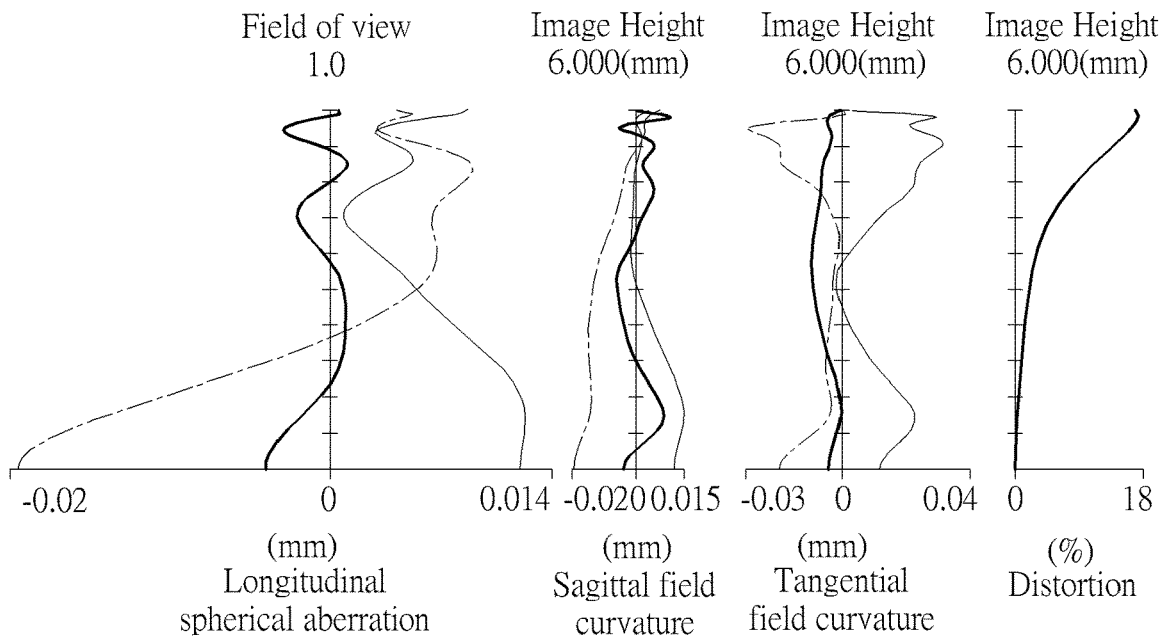 Field of view
1.0
Image Height
6.000(mm)
Image Height
6.000(mm)
Image Height
6.000(mm)
-0.02
0
0.014
-0.020
0.015
-0.03
0
0.04
0
18
(mm)
Longitudinal
spherical aberration
(mm)
Sagittal field
curvature
(mm)
Tangential
field curvature
(%)
Distortion